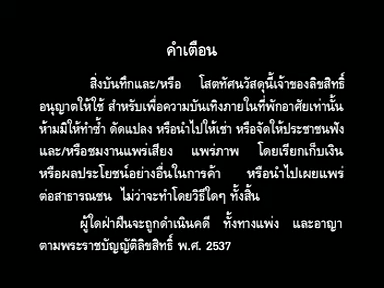 คำเตือน
สิ่งบันทึกและ/หรือ โสตทัศนวัสดุนี้เจ้าของลิขสิทธิ์
อนุญาตให้ใช้ สำหรับเพื่อความบันเทิงภายในที่พักอาศัยเท่านั้น
ห้ามมิให้ทำซ้ำ ดัดแปลง หรือนำไปให้เช่า หรือจัดให้ประชาชนฟัง
และ/หรือชมงานแพร่เสียง แพร่ภาพ โดยเรียกเก็บเงิน
หรือผลประโยชน์อย่างอื่นในการค้า หรือนำไปเผยแพร่
ต่อสาธารณชน ไม่ว่าจะทำโดยวิธีใดๆ ทั้งสิ้น
ผู้ใดฝ่าฝืนจะถูกดำเนินคดี ทั้งทางแพ่ง และอาญา
ตามพระราชบัญญัติลิขสิทธิ์ พ.ศ. 2537